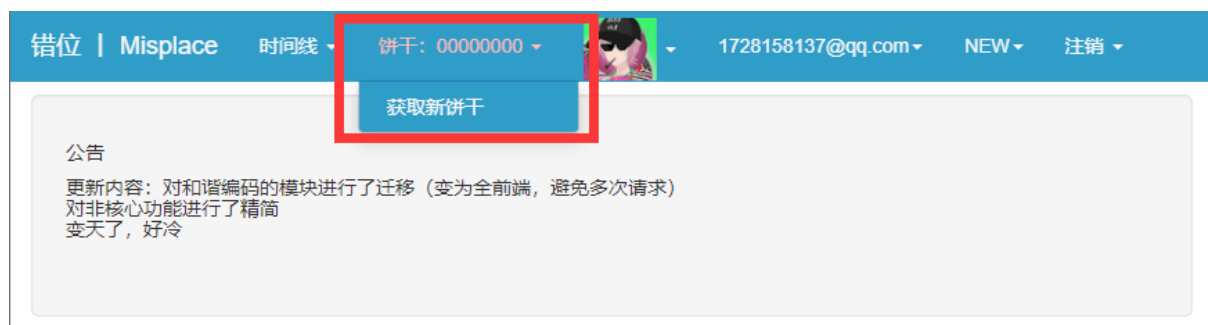 错位 | Misplace 时间线 饼干：00000000 1728158137@qq.com NEW 注销
获取新饼干
公告
更新内容：对和谐编码的模块进行了迁移（变为全前端，避免多次请求）
对非核心功能进行了精简
变天了，好冷